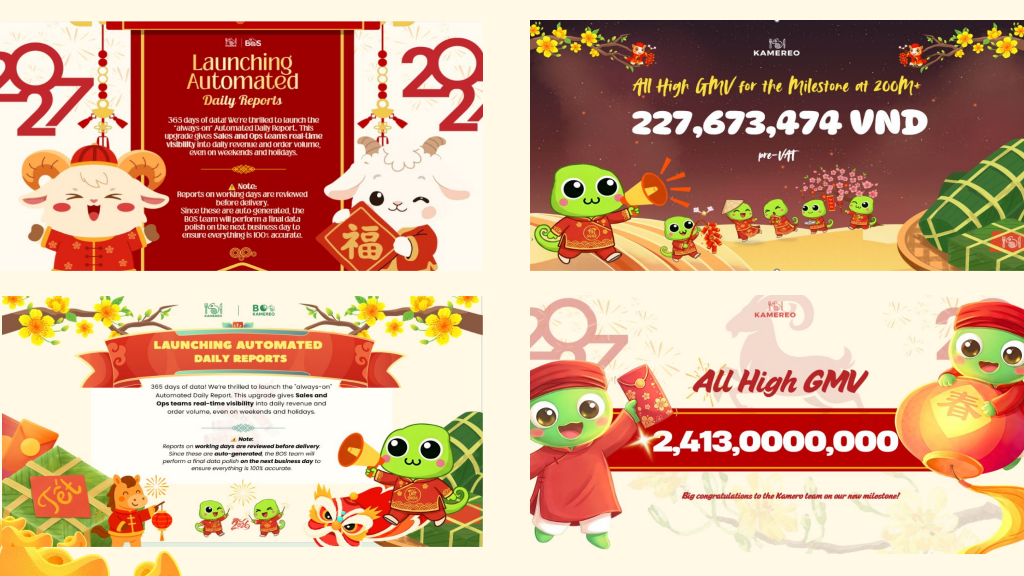 2027
BOS
Launching
Automated
Daily Reports
365 days of data! We're thrilled to launch the
"always-on" Automated Daily Report. This
upgrade gives Sales and Ops teams real-time
visibility into daily revenue and order volume,
even on weekends and holidays.
Note:
Reports on working days are reviewed
before delivery.
Since these are auto-generated, the
BOS team will perform a final data
polish on the next business day to
ensure everything is 100% accurate.
福
20
27
KAMEREO
All High GMV for the Milestone at 200M+
227,673,474 VND
pre-VAT
KAMEREO
BOS
KAMEREO
LAUNCHING AUTOMATED
DAILY REPORTS
365 days of data! We're thrilled to launch the "always-on"
Automated Daily Report. This upgrade gives Sales and
Ops teams real-time visibility into daily revenue and
order volume, even on weekends and holidays.
Note:
Reports on working days are reviewed before delivery.
Since these are auto-generated, the BOS team will
perform a final data polish on the next business day to
ensure everything is 100% accurate.
Tết
2026
2027
KAMEREO
2
All High GMV
2,413,0000,000
春
Big congratulations to the Kamero team on our new milestone!